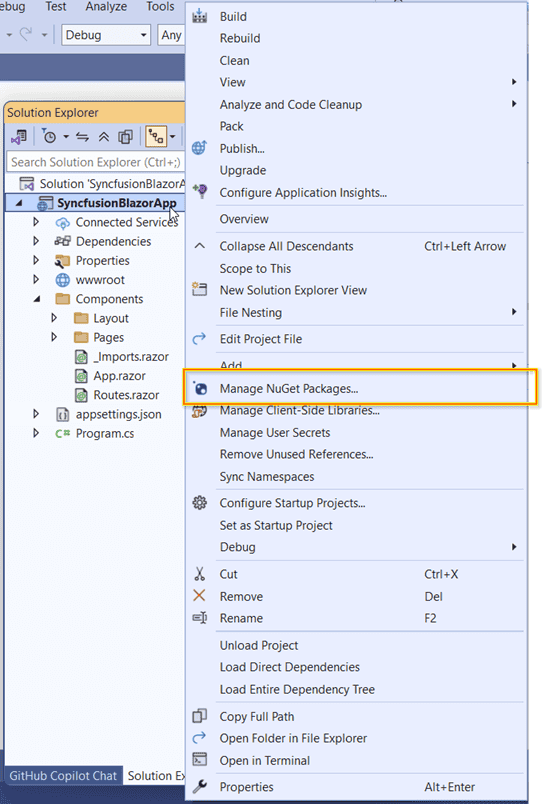 ebug Test Analyze Tools
Debug Any
Solution Explorer
Search Solution Explorer (Ctrl+;)
Solution 'SyncfusionBlazorA
SyncfusionBlazorApp
Connected Services
Dependencies
Properties
wwwroot
Components
Layout
Pages
_Imports.razor
App.razor
Routes.razor
appsettings.json
C# Program.cs
GitHub Copilot Chat Solution Ex
Build
Rebuild
Clean
View
Analyze and Code Cleanup
Pack
Publish...
Upgrade
Configure Application Insights...
Overview
Collapse All Descendants Ctrl+Left Arrow
Scope to This
New Solution Explorer View
File Nesting
Edit Project File
Add
Manage NuGet Packages...
Manage Client-Side Libraries...
Manage User Secrets
Remove Unused References...
Sync Namespaces
Configure Startup Projects...
Set as Startup Project
Debug
Cut Ctrl+X
Remove Del
Rename F2
Unload Project
Load Direct Dependencies
Load Entire Dependency Tree
Copy Full Path
Open Folder in File Explorer
Open in Terminal
Properties Alt+Enter